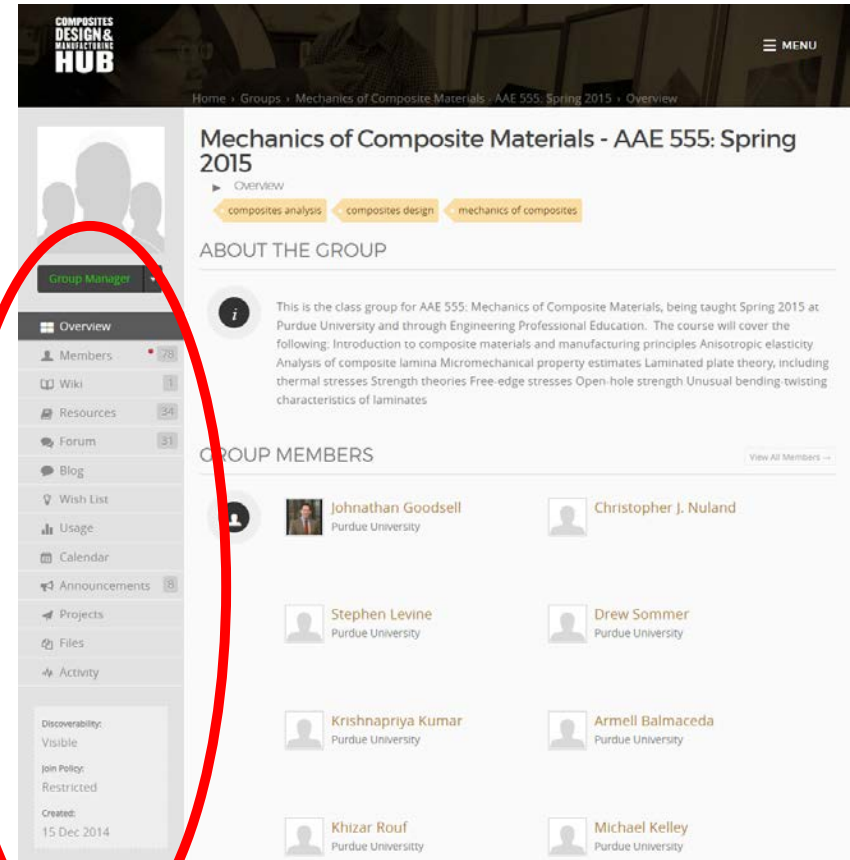 COMPOSITES
DESIGN &
MANUFACTURING
HUB
MENU
Home › Groups › Mechanics of Composite Materials - AAE 555: Spring 2015 › Overview
Mechanics of Composite Materials - AAE 555: Spring
2015
Overview
composites analysis composites design mechanics of composites
ABOUT THE GROUP
Group Manager
This is the class group for AAE 555: Mechanics of Composite Materials, being taught Spring 2015 at
Purdue University and through Engineering Professional Education. The course will cover the
following: Introduction to composite materials and manufacturing principles Anisotropic elasticity
Analysis of composite lamina Micromechanical property estimates Laminated plate theory, including
thermal stresses Strength theories Free-edge stresses Open-hole strength Unusual bending-twisting
characteristics of laminates
Overview
Members 78
Wiki 1
Resources 34
Forum 31
Blog
Wish List
Usage
Calendar
Announcements 8
Projects
Files
Activity
Discoverability:
Visible
Join Policy:
Restricted
Created:
15 Dec 2014
GROUP MEMBERS
View All Members →
Johnathan Goodsell
Purdue University
Christopher J. Nuland
Stephen Levine
Purdue University
Drew Sommer
Purdue University
Krishnapriya Kumar
Purdue University
Armell Balmaceda
Purdue University
Khizar Rouf
Purdue Universitty
Michael Kelley
Purdue University